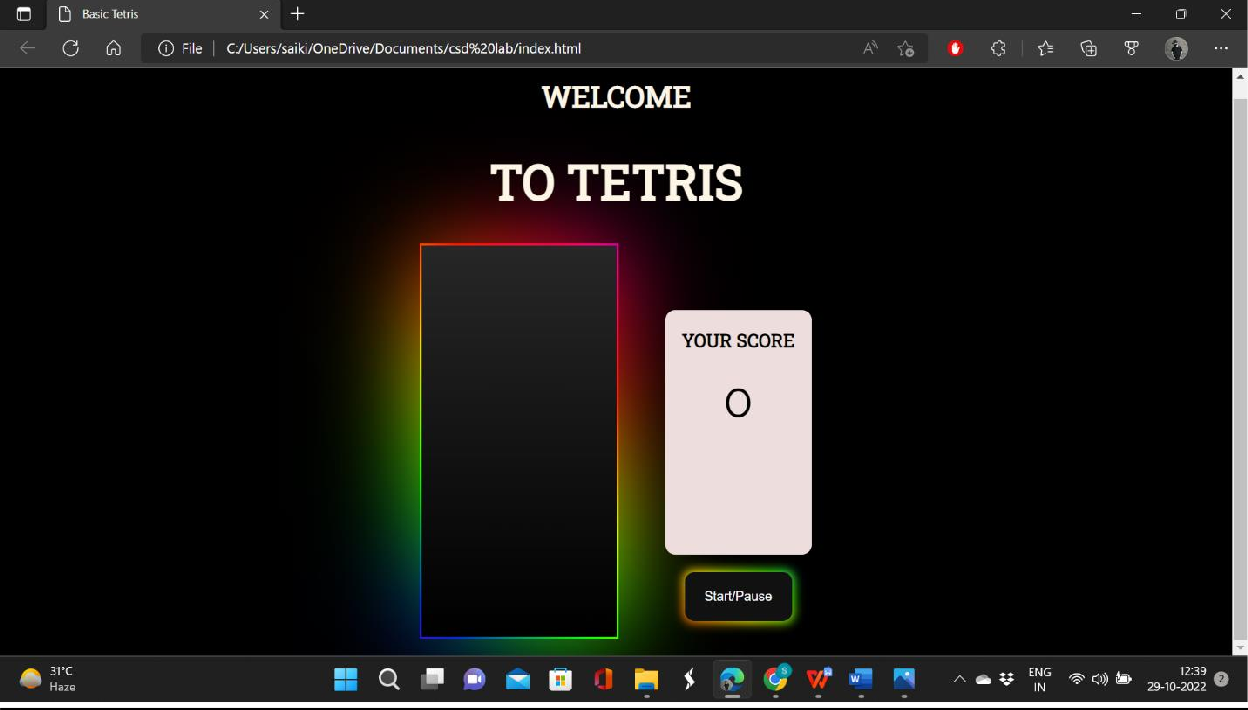 Basic Tetris
File
C:/Users/saiki/OneDrive/Documents/csd%20lab/index.html
WELCOME
TO TETRIS
YOUR SCORE
0
Start/Pause
31°C
Haze
ENG
IN
12:39
29-10-2022
2